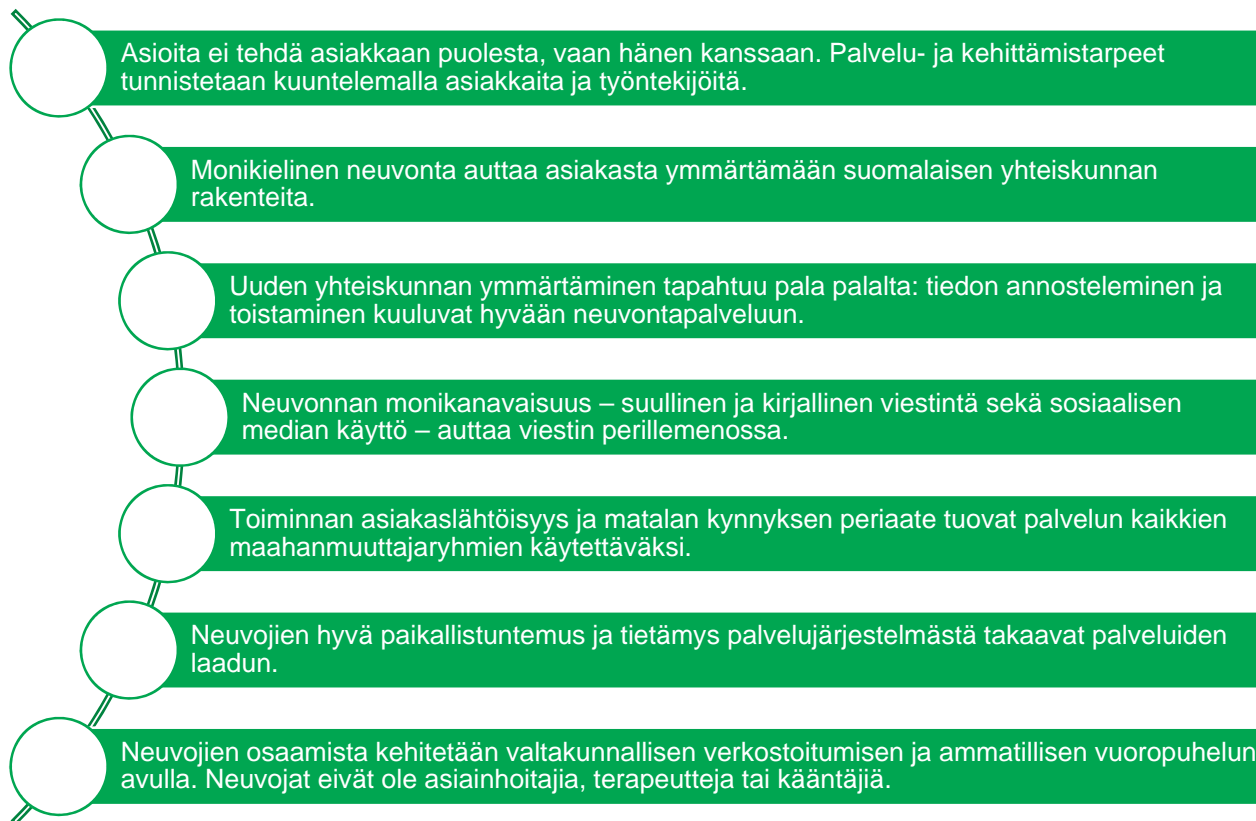 Asioita ei tehdä asiakkaan puolesta, vaan hänen kanssaan. Palvelu- ja kehittämistarpeet
tunnistetaan kuuntelemalla asiakkaita ja työntekijöitä.
Monikielinen neuvonta auttaa asiakasta ymmärtämään suomalaisen yhteiskunnan
rakenteita.
Uuden yhteiskunnan ymmärtäminen tapahtuu pala palalta: tiedon annosteleminen ja
toistaminen kuuluvat hyvään neuvontapalveluun.
Neuvonnan monikanavaisuus – suullinen ja kirjallinen viestintä sekä sosiaalisen
median käyttö – auttaa viestin perillemenossa.
Toiminnan asiakaslähtöisyys ja matalan kynnyksen periaate tuovat palvelun kaikkien
maahanmuuttajaryhmien käytettäväksi.
Neuvojien hyvä paikallistuntemus ja tietämys palvelujärjestelmästä takaavat palveluiden
laadun.
Neuvojien osaamista kehitetään valtakunnallisen verkostoitumisen ja ammatillisen vuoropuhelun
avulla. Neuvojat eivät ole asiainhoitajia, terapeutteja tai kääntäjiä.